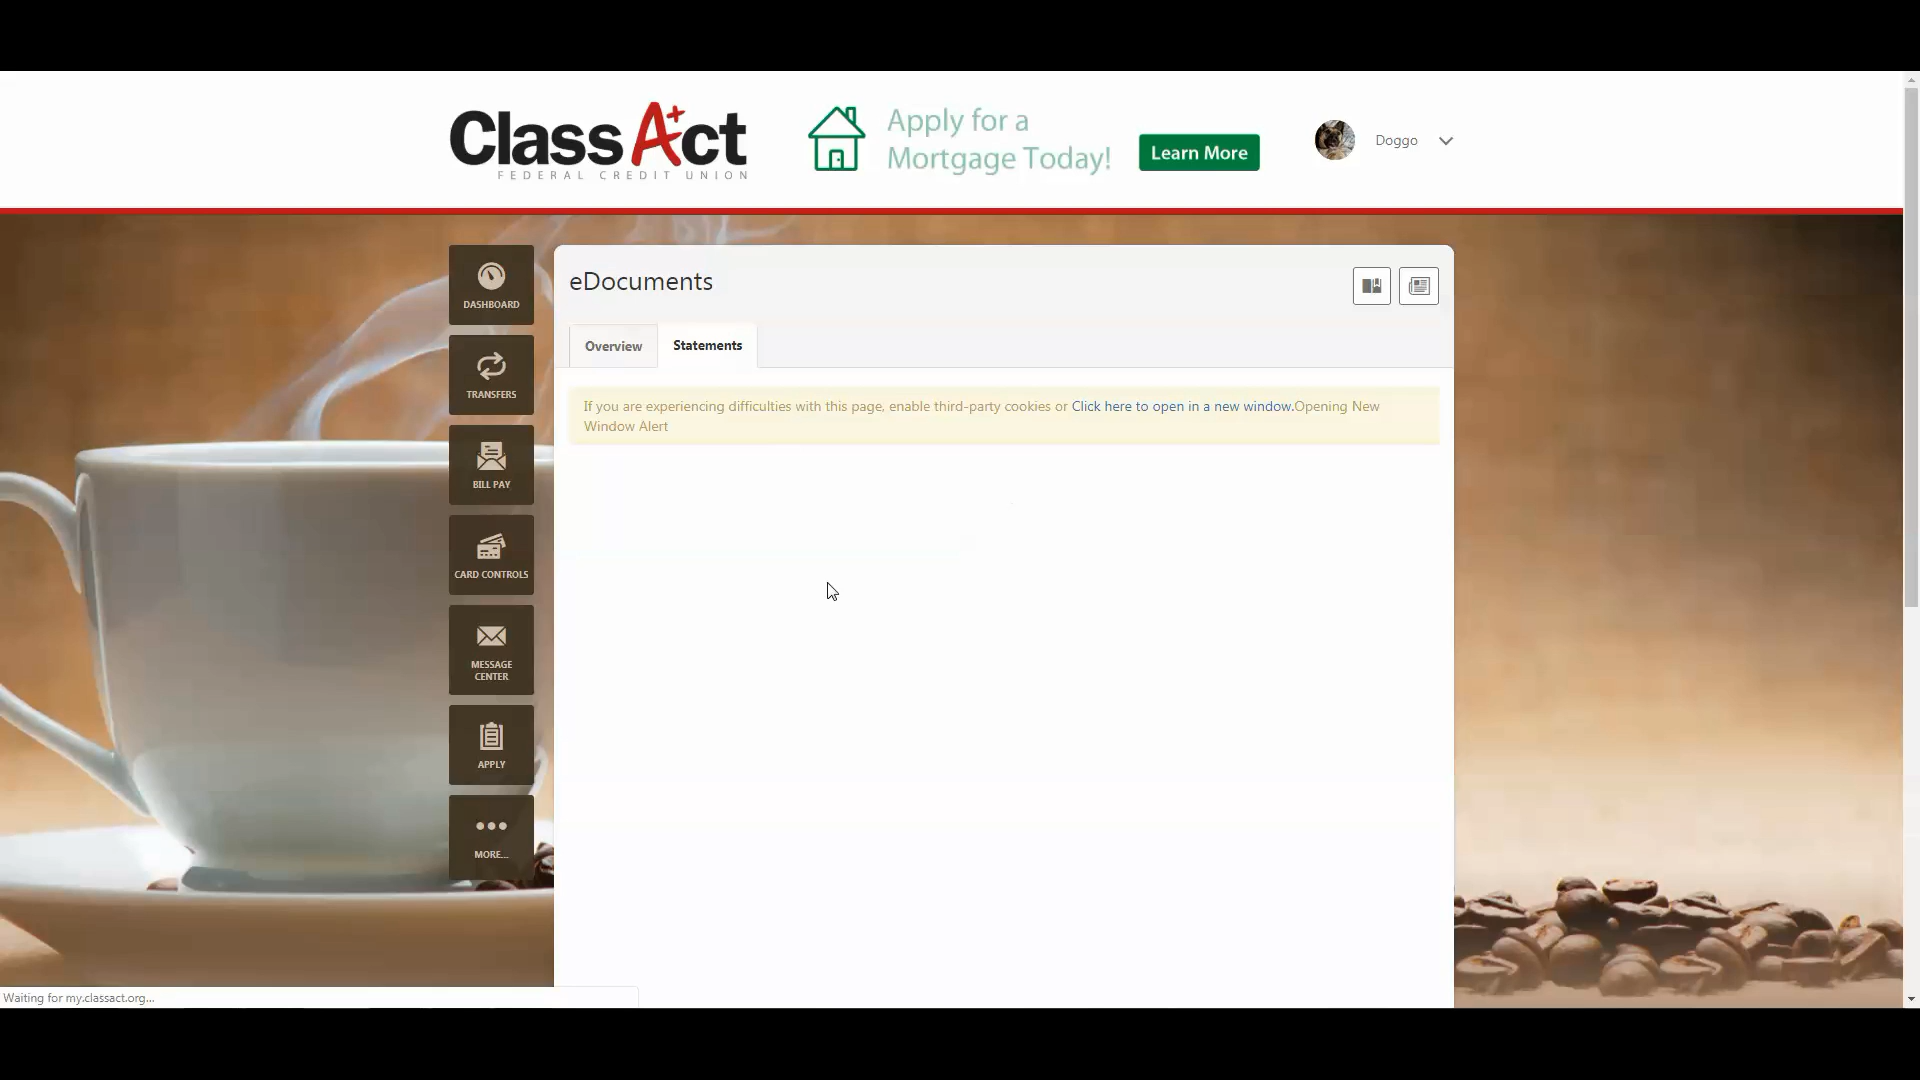 ClassAct
FEDERAL CREDIT UNION
Apply for a
Mortgage Today!
Learn More
Doggo
DASHBOARD
TRANSFERS
BILL PAY
CARD CONTROLS
MESSAGE
CENTER
APPLY
MORE...
eDocuments
Overview
Statements
If you are experiencing difficulties with this page, enable third-party cookies or Click here to open in a new window.Opening New
Window Alert
Waiting for my.classact.org...